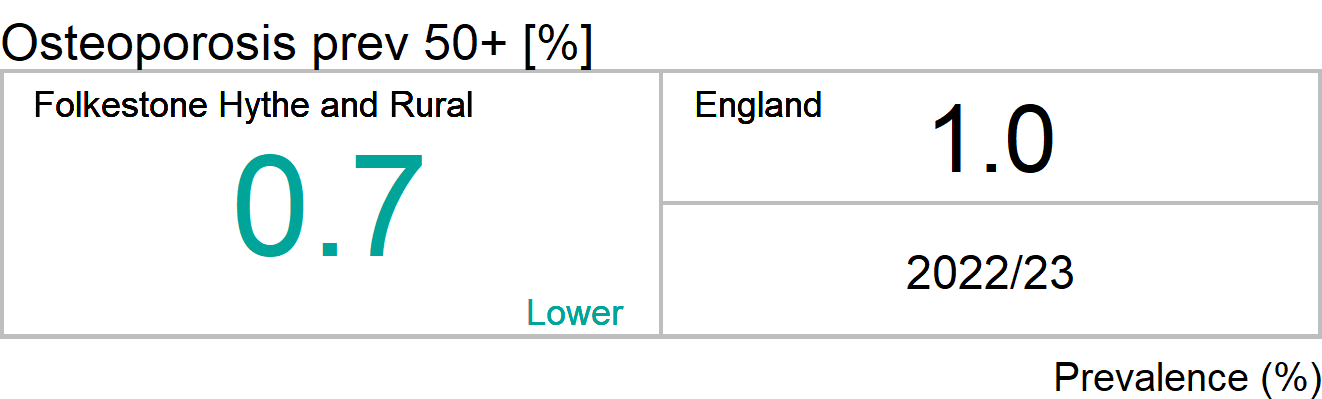 Osteoporosis prev 50+ [%]
Folkestone Hythe and Rural
0.7
Lower
England
1.0
2022/23
Prevalence (%)